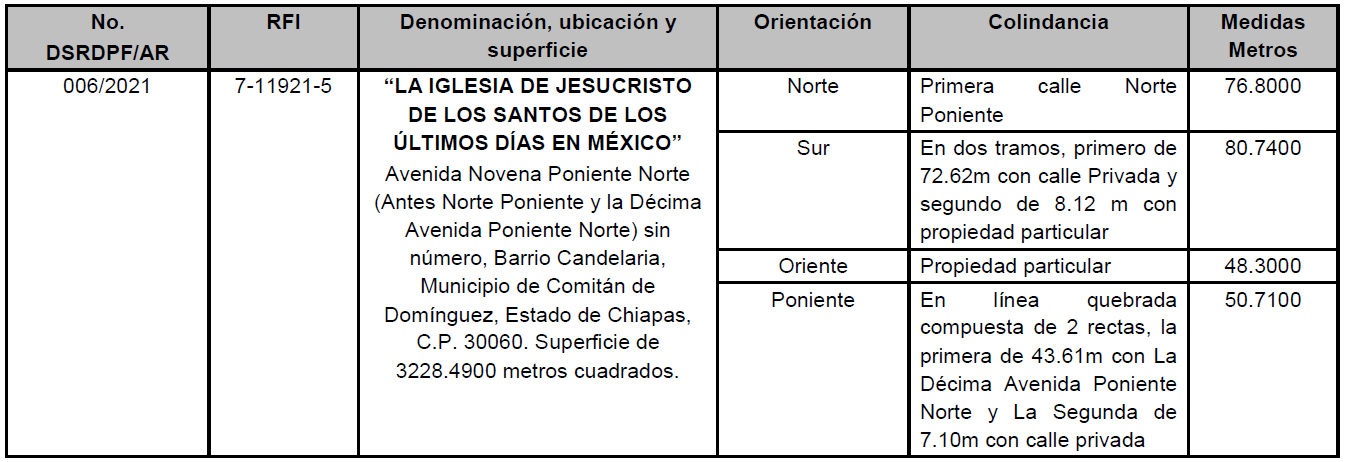 No.
DSRDPF/AR
RFI
Denominación, ubicación y
superficie
Orientación
Colindancia
Medidas
Metros
006/2021
7-11921-5
“LA IGLESIA DE JESUCRISTO
DE LOS SANTOS DE LOS
ÚLTIMOS DÍAS EN MÉXICO”
Avenida Novena Poniente Norte
(Antes Norte Poniente y la Décima
Avenida Poniente Norte) sin
número, Barrio Candelaria,
Municipio de Comitán de
Domínguez, Estado de Chiapas,
C.P. 30060. Superficie de
3228.4900 metros cuadrados.
Norte
Primera calle Norte
Poniente
76.8000
Sur
En dos tramos, primero de
72.62m con calle Privada y
segundo de 8.12 m con
propiedad particular
80.7400
Oriente
Propiedad particular
48.3000
Poniente
En línea quebrada
compuesta de 2 rectas, la
primera de 43.61m con La
Décima Avenida Poniente
Norte y La Segunda de
7.10m con calle privada
50.7100